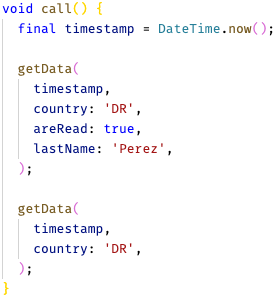 void call() {
  final timestamp = DateTime.now();

  getData(
    timestamp,
    country: 'DR',
    areRead: true,
    lastName: 'Perez',
  );

  getData(
    timestamp,
    country: 'DR',
  );
}